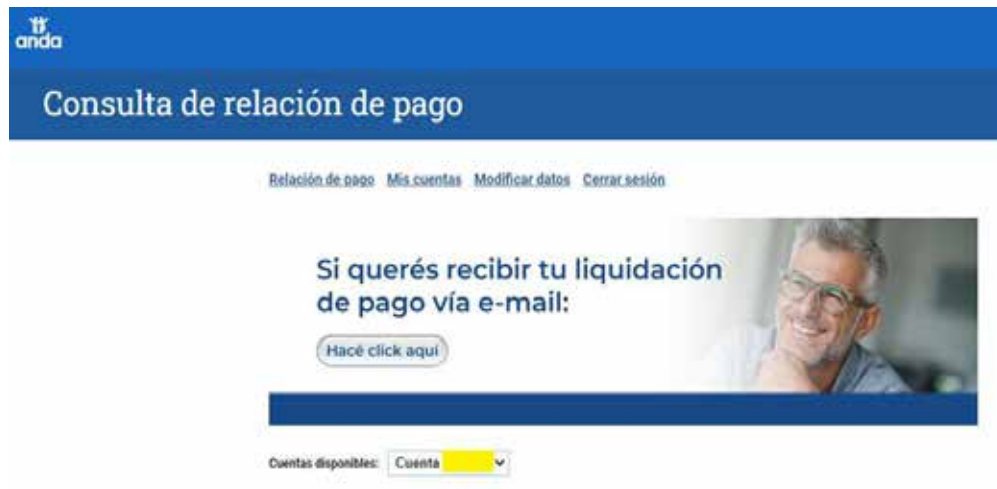 anda
Consulta de relación de pago
Relación de pago Mis cuentas Modificar datos Cerrar sesión
Si querés recibir tu liquidación
de pago vía e-mail:
Hacé click aquí
Cuentas disponibles: Cuenta